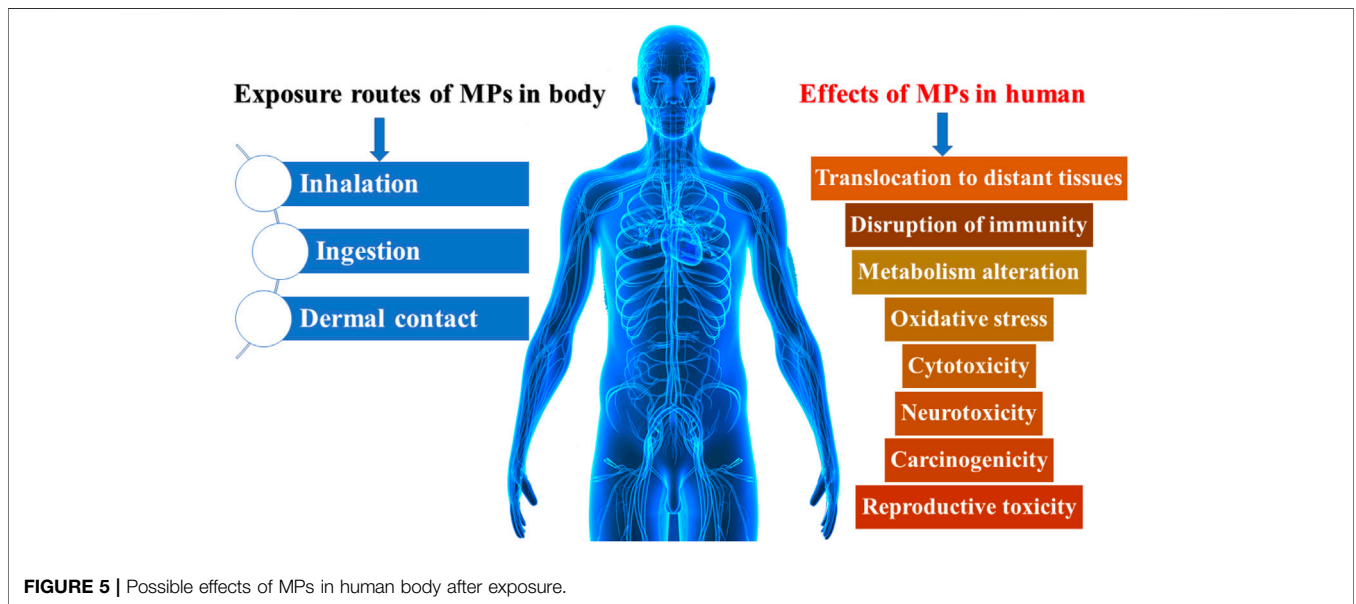 Exposure routes of MPs in body
Inhalation
Ingestion
Dermal contact
Effects of MPs in human
Translocation to distant tissues
Disruption of immunity
Metabolism alteration
Oxidative stress
Cytotoxicity
Neurotoxicity
Carcinogenicity
Reproductive toxicity
FIGURE 5 | Possible effects of MPs in human body after exposure.